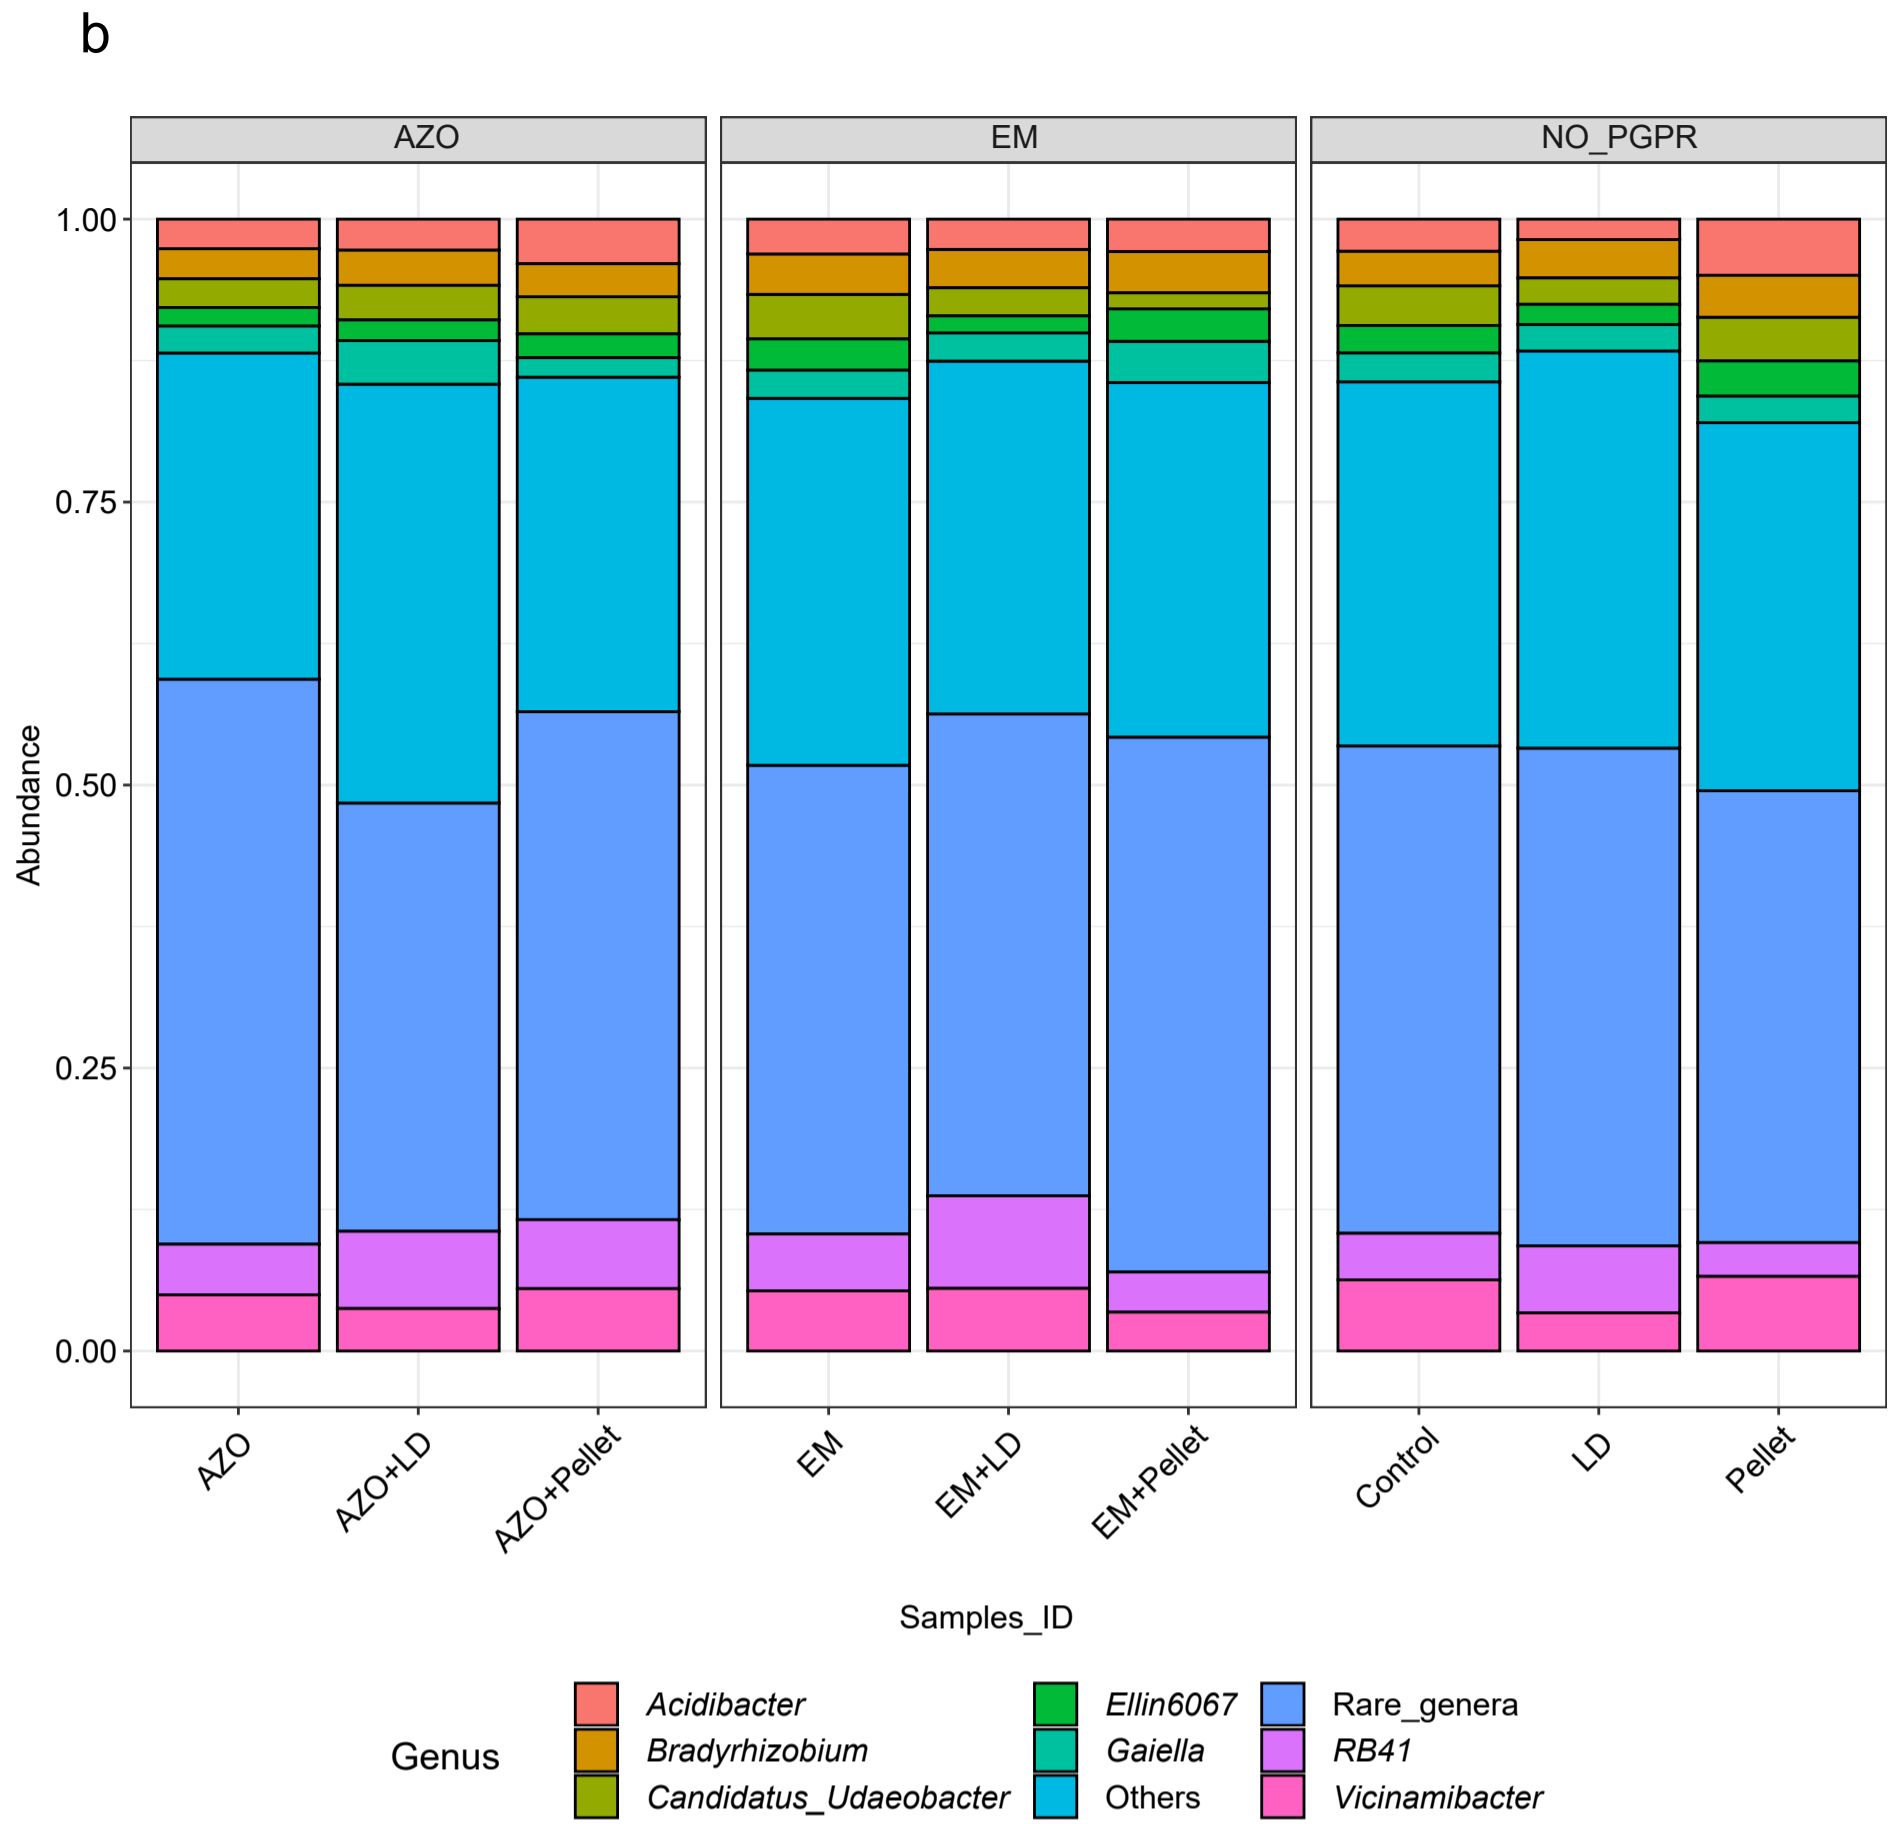 b
AZO EM NO_PGPR
1.00
0.75
0.50
0.25
0.00
Abundance
AZO AZO+LD AZO+Pellet EM EM+LD EM+Pellet Control LD Pellet
Samples_ID
Genus
Acidibacter Ellin6067 Rare_genera
Bradyrhizobium Gaiella RB41
Candidatus_Udaeobacter Others Vicinamibacter